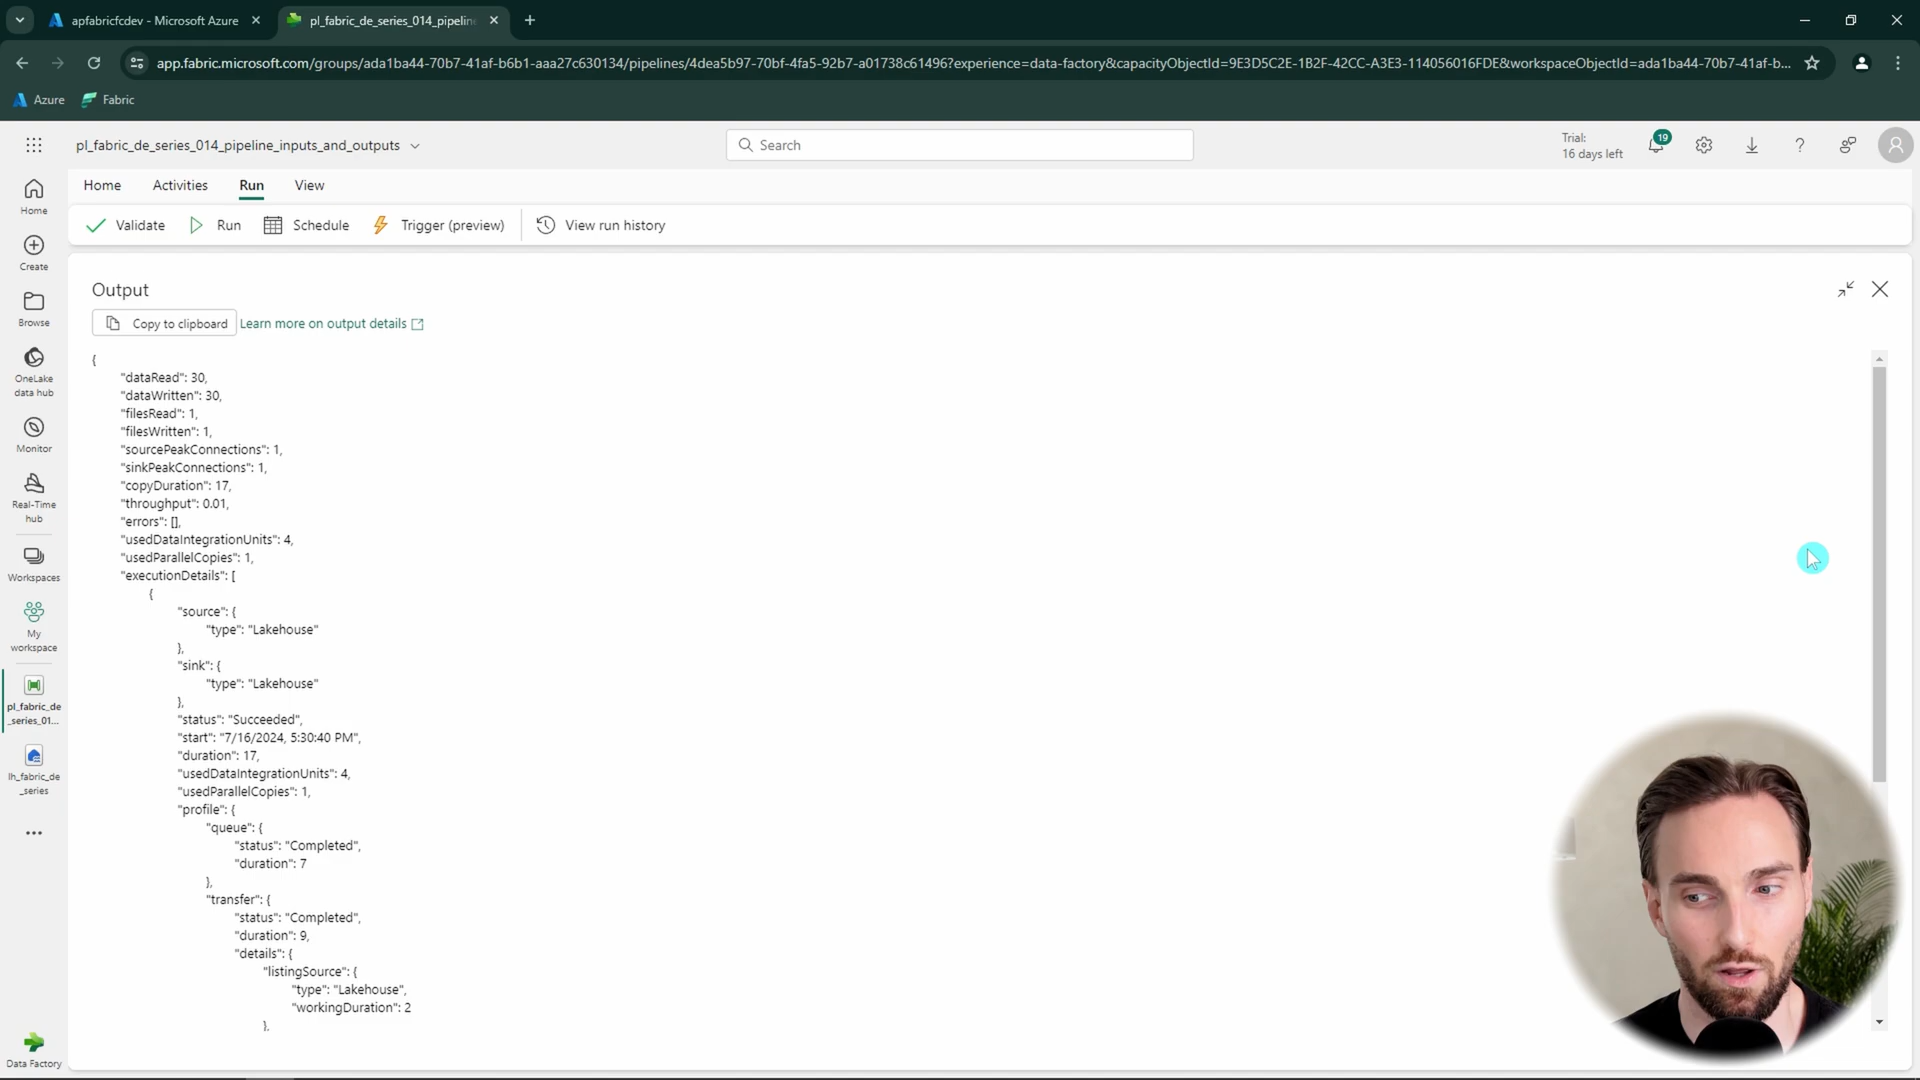 apfabricfcdev - Microsoft Azure
pl_fabric_de_series_014_pipeline
app.fabric.microsoft.com/groups/ada1ba44-70b7-41af-b6b1-aaa27c630134/pipelines/4dea5b97-70bf-4fa5-92b7-a01738c61496?experience=data-factory&capacityObjectId=9E3D5C2E-1B2F-42CC-A3E3-114056016FDE&workspaceObjectId=ada1ba44-70b7-41af-b...
Azure
Fabric
pl_fabric_de_series_014_pipeline_inputs_and_outputs
Search
Trial:
16 days left
19
Home
Activities
Run
View
Validate
Run
Schedule
Trigger (preview)
View run history
Home
Create
Browse
OneLake
data hub
Monitor
Real-Time
hub
Workspaces
My
workspace
pl_fabric_de
_series_01...
lh_fabric_de
_series
Data Factory
Output
Copy to clipboard
Learn more on output details
{
"dataRead": 30,
"dataWritten": 30,
"filesRead": 1,
"filesWritten": 1,
"sourcePeakConnections": 1,
"sinkPeakConnections": 1,
"copyDuration": 17,
"throughput": 0.01,
"errors": [],
"usedDataIntegrationUnits": 4,
"usedParallelCopies": 1,
"executionDetails": [
{
"source": {
"type": "Lakehouse"
},
"sink": {
"type": "Lakehouse"
},
"status": "Succeeded",
"start": "7/16/2024, 5:30:40 PM",
"duration": 17,
"usedDataIntegrationUnits": 4,
"usedParallelCopies": 1,
"profile": {
"queue": {
"status": "Completed",
"duration": 7
},
"transfer": {
"status": "Completed",
"duration": 9,
"details": {
"listingSource": {
"type": "Lakehouse",
"workingDuration": 2
},